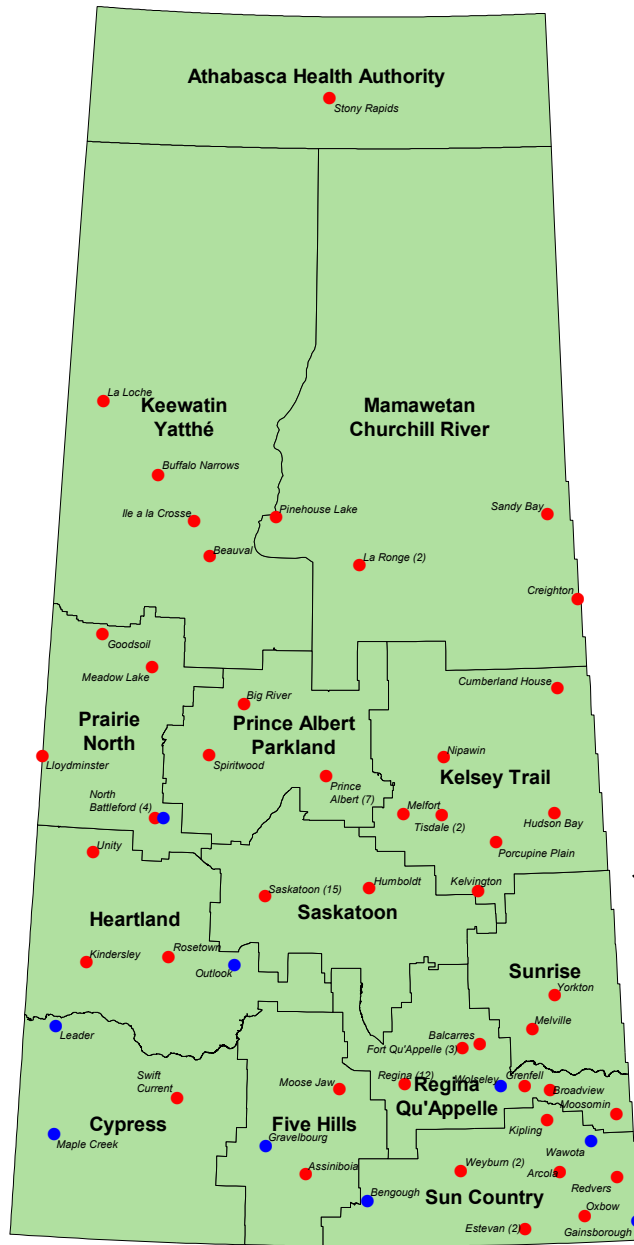 Athabasca Health Authority
Stony Rapids
La Loche
Keewatin
Yatthé
Mamawetan
Churchill River
Buffalo Narrows
Ile a la Crosse
Pinehouse Lake
Sandy Bay
Beauval
La Ronge (2)
Creighton
Goodsoil
Meadow Lake
Cumberland House
Big River
Prairie
North
Prince Albert
Parkland
Nipawin
Lloydminster
Spiritwood
Kelsey Trail
Prince
Albert (7)
North
Battleford (4)
Melfort
Tisdale (2)
Hudson Bay
Unity
Porcupine Plain
Saskatoon (15)
Humboldt
Kelvington
Heartland
Saskatoon
Kindersley
Rosetown
Outlook
Sunrise
Yorkton
Leader
Melville
Balcarres
Fort Qu'Appelle (3)
Swift
Current
Moose Jaw
Regina (12)
Wolseley
Grenfell
Broadview
Regina
Qu'Appelle
Moosomin
Cypress
Five Hills
Kipling
Maple Creek
Gravelbourg
Wawota
Assiniboia
Weyburn (2)
Arcola
Redvers
Bengough
Sun Country
Oxbow
Estevan (2)
Gainsborough